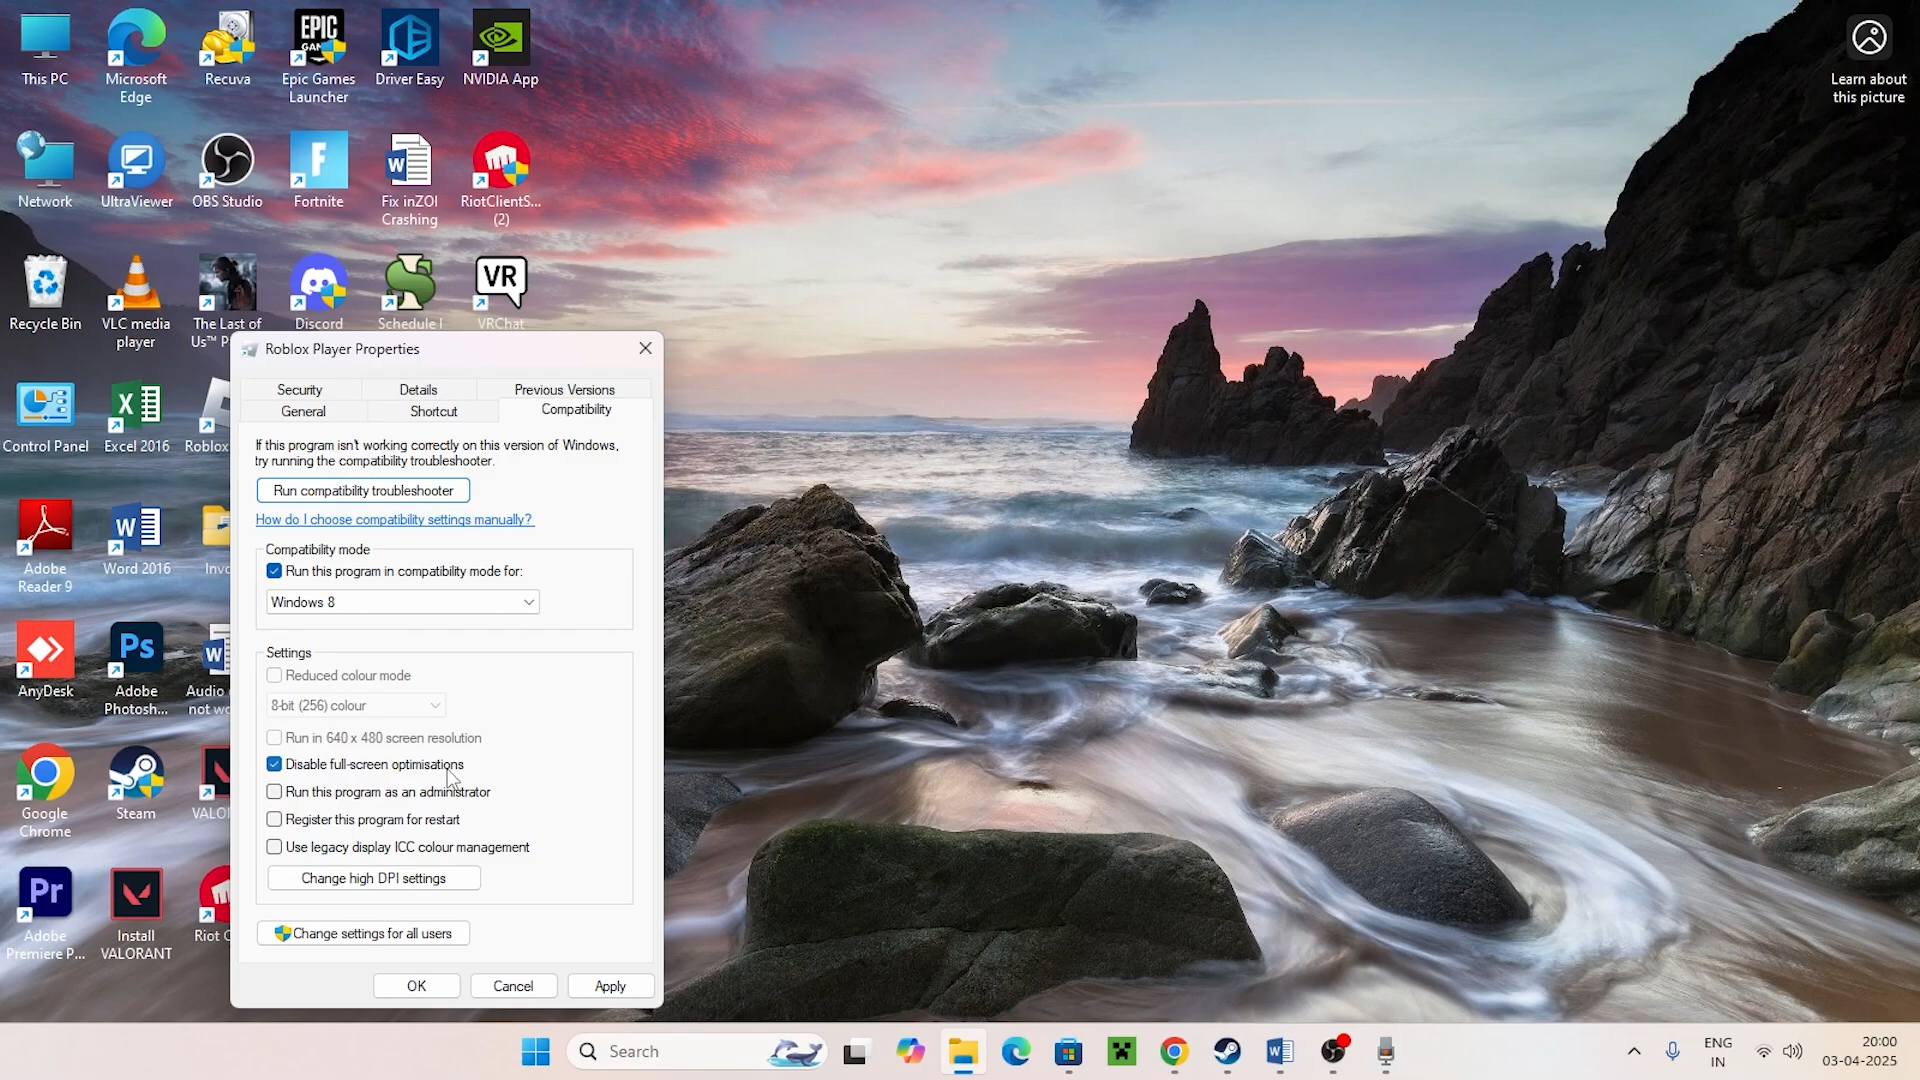 This PC
Microsoft
Edge
Recuva
EPIC
GAM
Epic Games
Launcher
Driver Easy
NVIDIA App
Learn about
this picture
Network
UltraViewer
OBS Studio
F
Fortnite
W
Fix inZOI
Crashing
RiotClientS...
(2)
Recycle Bin
VLC media
player
The Last of
Us™ P
Discord
S
Schedule I
VR
VRChat
Control Panel
X
Excel 2016
Roblox
Adobe
Reader 9
W
Word 2016
Invo
AnyDesk
Ps
Adobe
Photosh...
W
Audio
not wo
Google
Chrome
Steam
VALO
Pr
Adobe
Premiere P...
Install
VALORANT
Riot C
Roblox Player Properties
Security
Details
Previous Versions
General
Shortcut
Compatibility
If this program isn't working correctly on this version of Windows,
try running the compatibility troubleshooter.
Run compatibility troubleshooter
How do I choose compatibility settings manually?
Compatibility mode
Run this program in compatibility mode for:
Windows 8
Settings
Reduced colour mode
8-bit (256) colour
Run in 640 x 480 screen resolution
Disable full-screen optimisations
Run this program as an administrator
Register this program for restart
Use legacy display ICC colour management
Change high DPI settings
Change settings for all users
OK
Cancel
Apply
Search
W
ENG
IN
20:00
03-04-2025